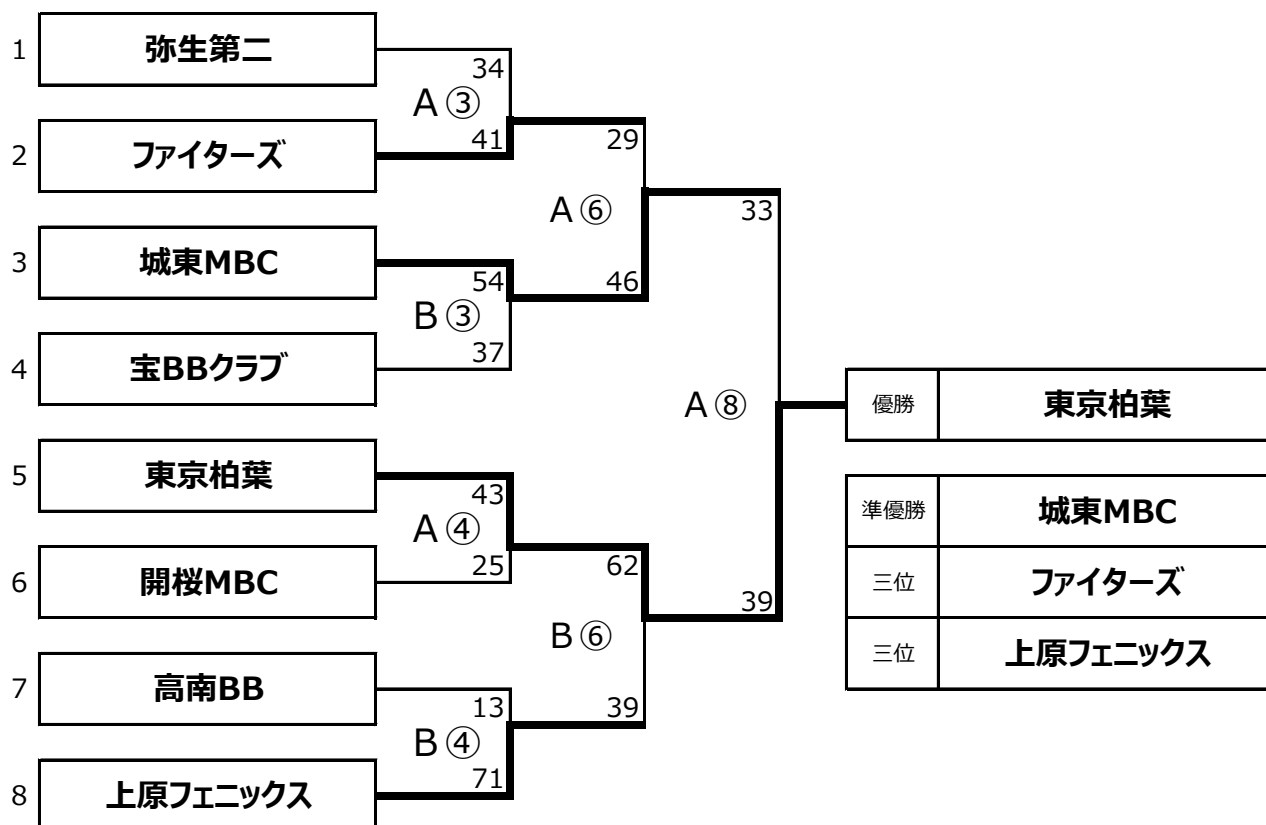 1 弥生第二
34
A③
41
2 ファイターズ
29
A⑥
33
3 城東MBC
54
46
B③
37
4 宝BBクラブ
A⑧
優勝 東京柏葉
5 東京柏葉
43
A④
25
準優勝 城東MBC
6 開桜MBC
62
39
三位 ファイターズ
B⑥
三位 上原フェニックス
7 高南BB
13
39
B④
71
8 上原フェニックス